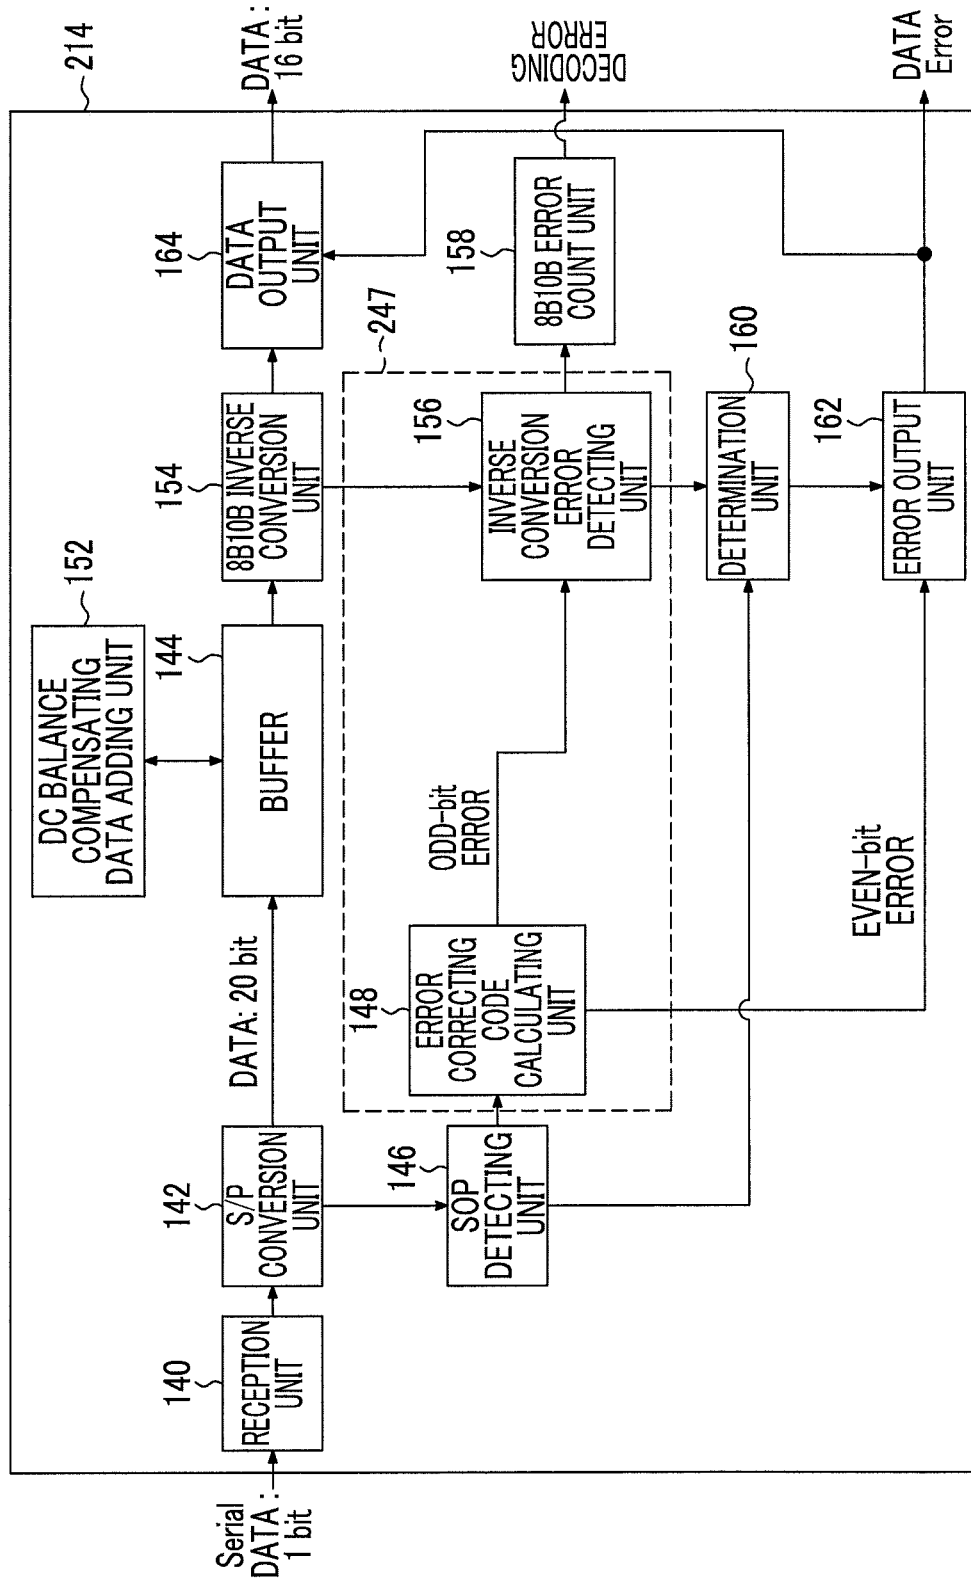 214
Serial
DATA :
1 bit
140
RECEPTION
UNIT
142
S/P
CONVERSION
UNIT
DATA: 20 bit
152
DC BALANCE
COMPENSATING
DATA ADDING UNIT
144
BUFFER
154
8B10B INVERSE
CONVERSION
UNIT
164
DATA
OUTPUT
UNIT
DATA :
16 bit
146
SOP
DETECTING
UNIT
148
ERROR
CORRECTING
CODE
CALCULATING
UNIT
ODD-bit
ERROR
247
156
INVERSE
CONVERSION
ERROR
DETECTING
UNIT
158
8B10B ERROR
COUNT UNIT
DECODING
ERROR
160
DETERMINATION
UNIT
EVEN-bit
ERROR
162
ERROR OUTPUT
UNIT
DATA
Error